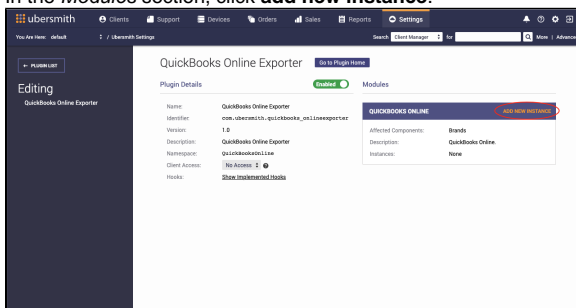 In the Modules section, click add new instance.
ubersmith Clients Support Devices Orders Sales Reports Settings
You Are Here: default / Ubersmith Settings Search Client Manager for More | Advance
← PLUGIN LIST
Editing
QuickBooks Online Exporter
QuickBooks Online Exporter Go to Plugin Home
Plugin Details Enabled
Name: QuickBooks Online Exporter
Identifier: com.ubersmith.quickbooks_onlineexporter
Version: 1.0
Description: QuickBooks Online Exporter
Namespace: QuickBooksOnline
Client Access: No Access
Hooks: Show Implemented Hooks
Modules
QUICKBOOKS ONLINE ADD NEW INSTANCE
Affected Components: Brands
Description: QuickBooks Online.
Instances: None